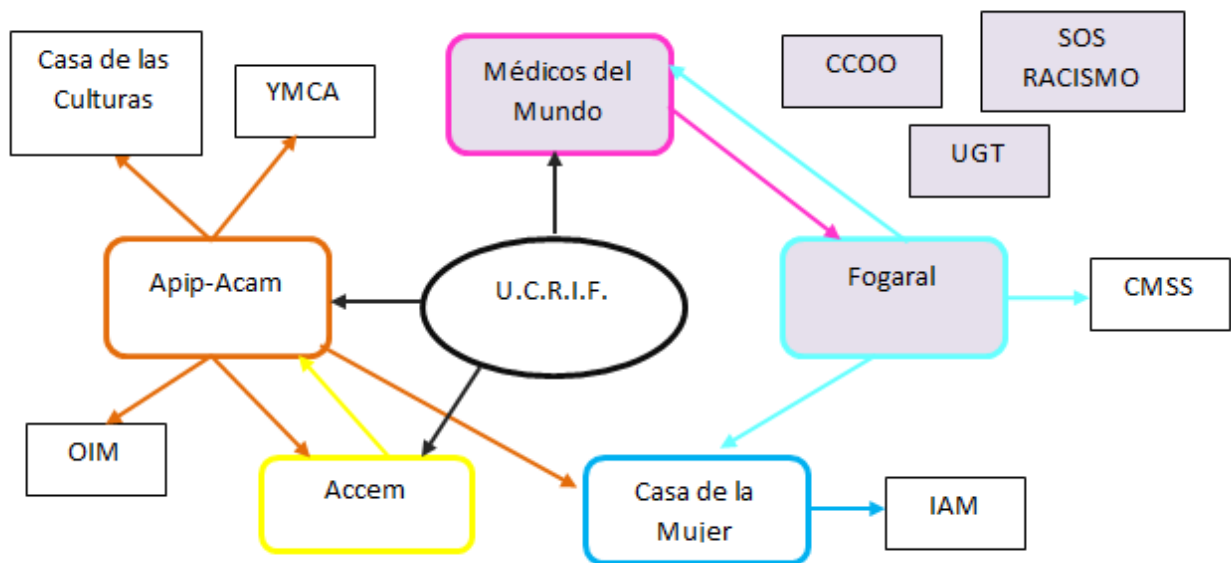 Casa de las
Culturas
YMCA
Médicos del
Mundo
CCOO
SOS
RACISMO
UGT
Apip-Acam
U.C.R.I.F.
Fogaral
CMSS
OIM
Accem
Casa de la
Mujer
IAM